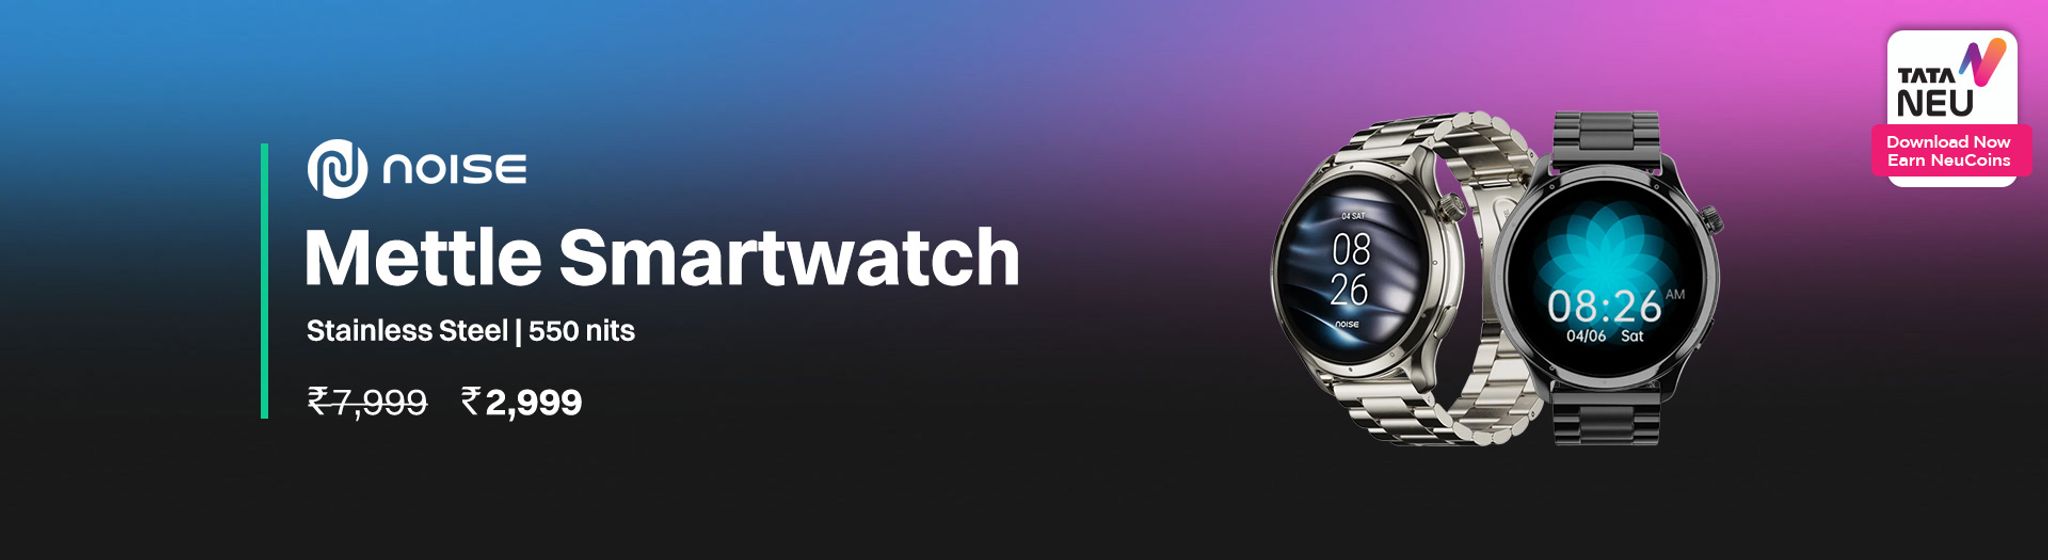 noise
Mettle Smartwatch
Stainless Steel | 550 nits
₹7,999 ₹2,999
04 SAT
08
26
noise
08:26 AM
04/06 Sat
TATA
NEU
Download Now
Earn NeuCoins